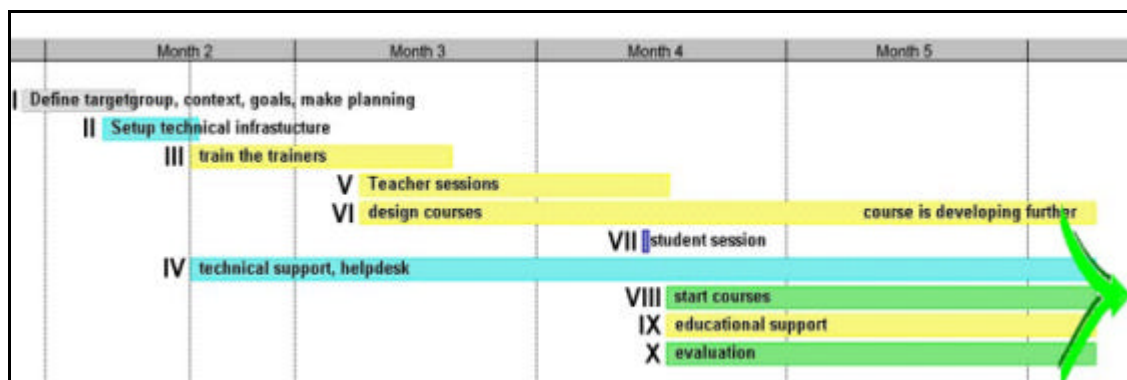 Month 2 Month 3 Month 4 Month 5
I Define targetgroup, context, goals, make planning
II Setup technical infrastucture
III train the trainers
V Teacher sessions
VI design courses course is developing further
VII student session
IV technical support, helpdesk
VIII start courses
IX educational support
X evaluation